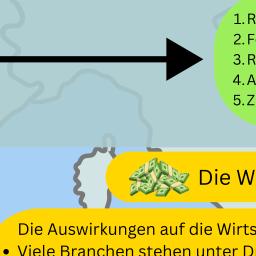 1. R
2. F
3. R
4. A
5. Z
Die W
Die Auswirkungen auf die Wirts
• Viele Branchen stehen unter D